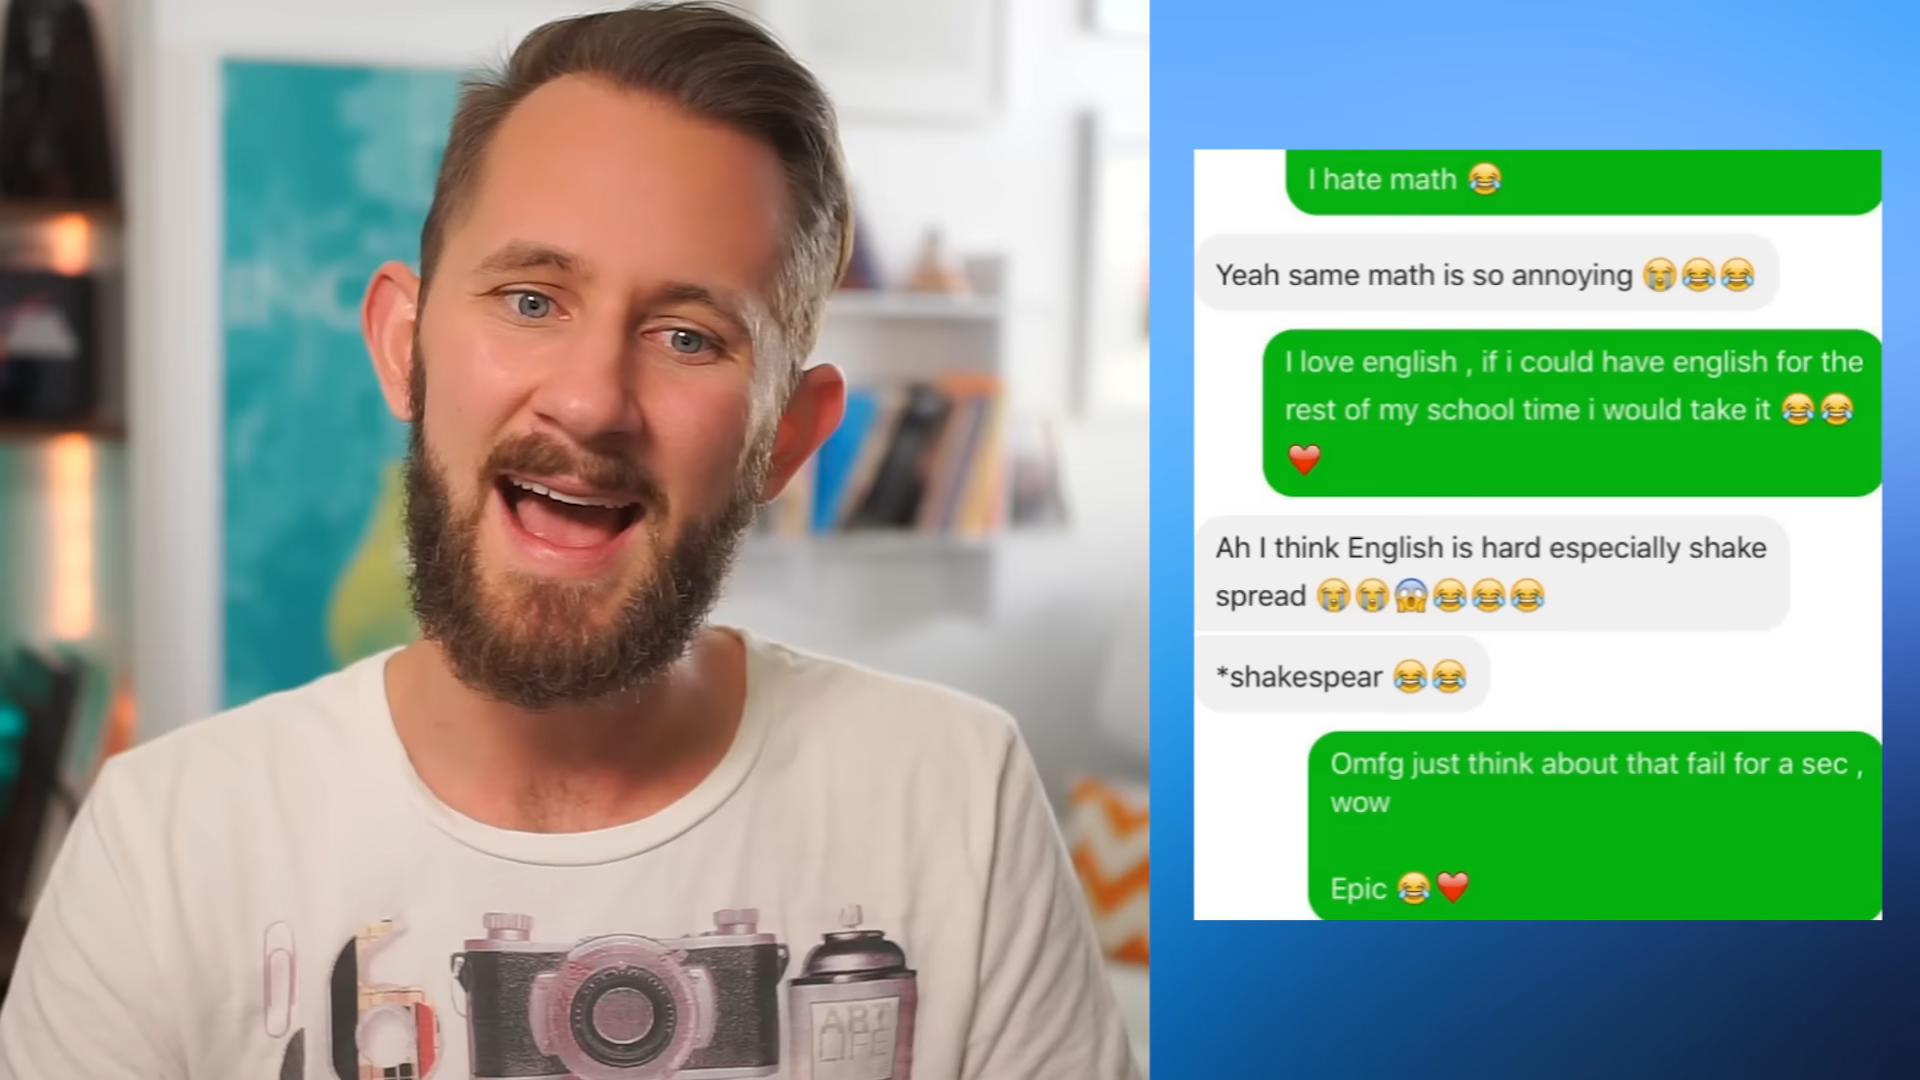 I hate math 😂
Yeah same math is so annoying 😭😂😂
I love english , if i could have english for the
rest of my school time i would take it 😂😂
❤️
Ah I think English is hard especially shake
spread 😭😭😱😂😂😂
*shakespear 😂😂
Omfg just think about that fail for a sec ,
wow
Epic 😂❤️